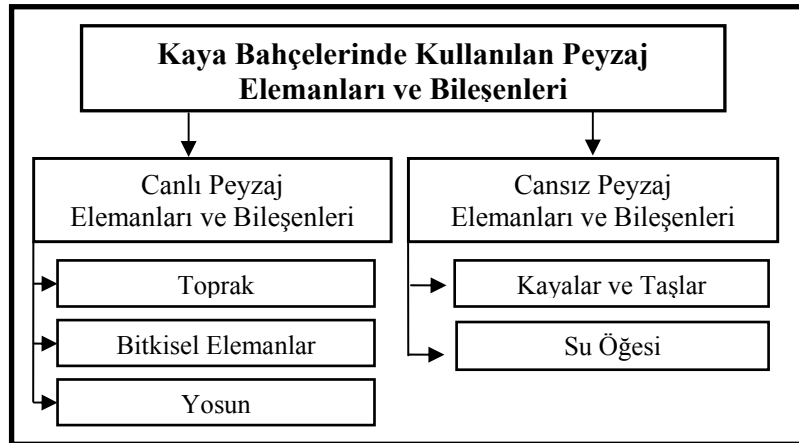 Kaya Bahçelerinde Kullanılan Peyzaj
Elemanları ve Bileşenleri
Canlı Peyzaj
Elemanları ve Bileşenleri
Toprak
Bitkisel Elemanlar
Yosun
Cansız Peyzaj
Elemanları ve Bileşenleri
Kayalar ve Taşlar
Su Öğesi